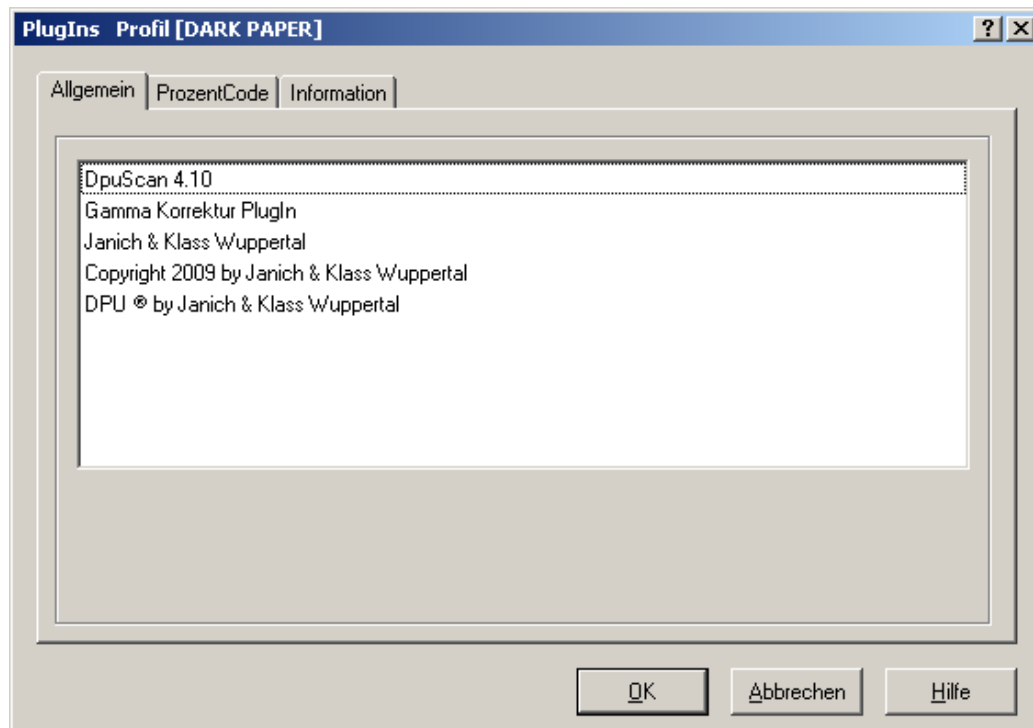 PlugIns Profil [DARK PAPER]
Allgemein ProzentCode Information
DpuScan 4.10
Gamma Korrektur PlugIn
Janich & Klass Wuppertal
Copyright 2009 by Janich & Klass Wuppertal
DPU ® by Janich & Klass Wuppertal
OK Abbrechen Hilfe